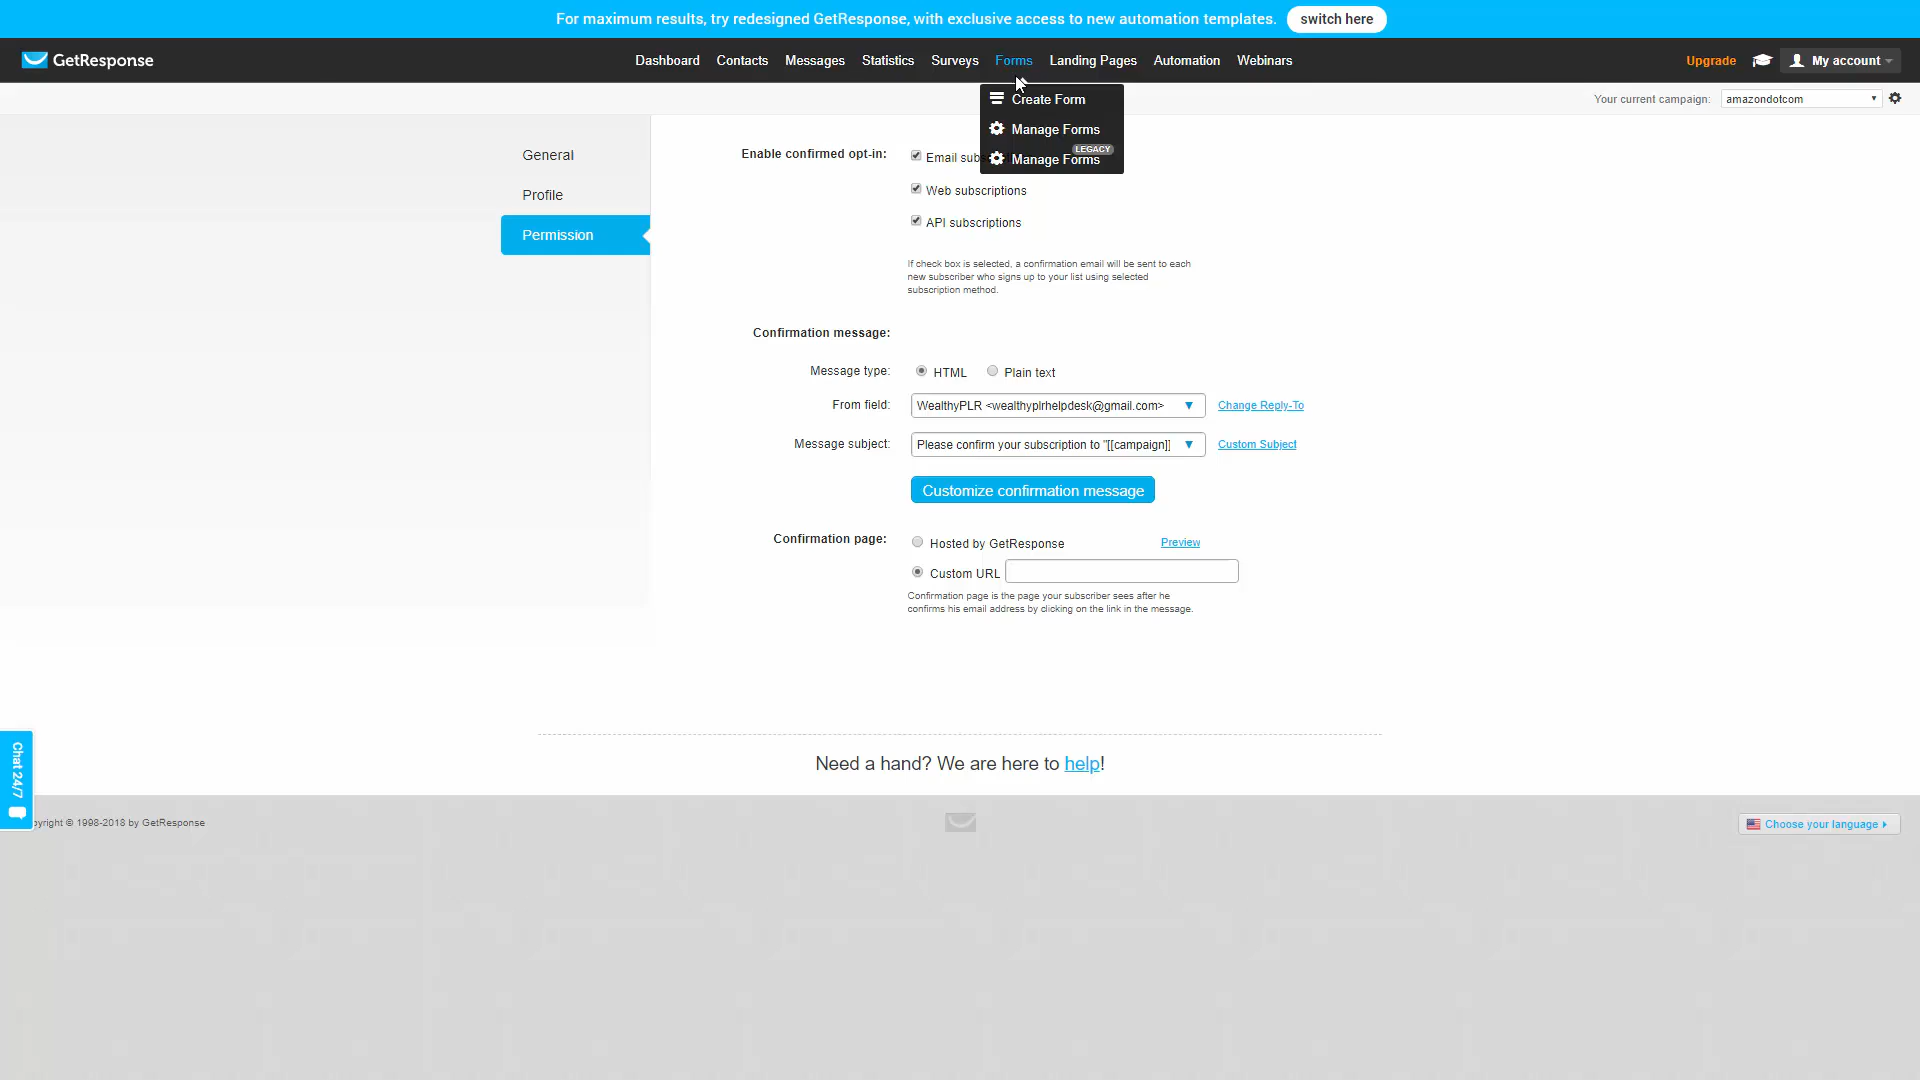 For maximum results, try redesigned GetResponse, with exclusive access to new automation templates. switch here
GetResponse Dashboard Contacts Messages Statistics Surveys Forms Landing Pages Automation Webinars Upgrade My account
Create Form
Manage Forms
LEGACY
Manage Forms
Your current campaign: amazondotcom
General
Profile
Permission
Enable confirmed opt-in: Email subs
Web subscriptions
API subscriptions
If check box is selected, a confirmation email will be sent to each
new subscriber who signs up to your list using selected
subscription method.
Confirmation message:
Message type: HTML Plain text
From field: WealthyPLR <wealthyplrhelpdesk@gmail.com> Change Reply-To
Message subject: Please confirm your subscription to "[[campaign]] Custom Subject
Customize confirmation message
Confirmation page: Hosted by GetResponse Preview
Custom URL
Confirmation page is the page your subscriber sees after he
confirms his email address by clicking on the link in the message.
Need a hand? We are here to help!
Chat 24/7
yright © 1998-2018 by GetResponse
Choose your language